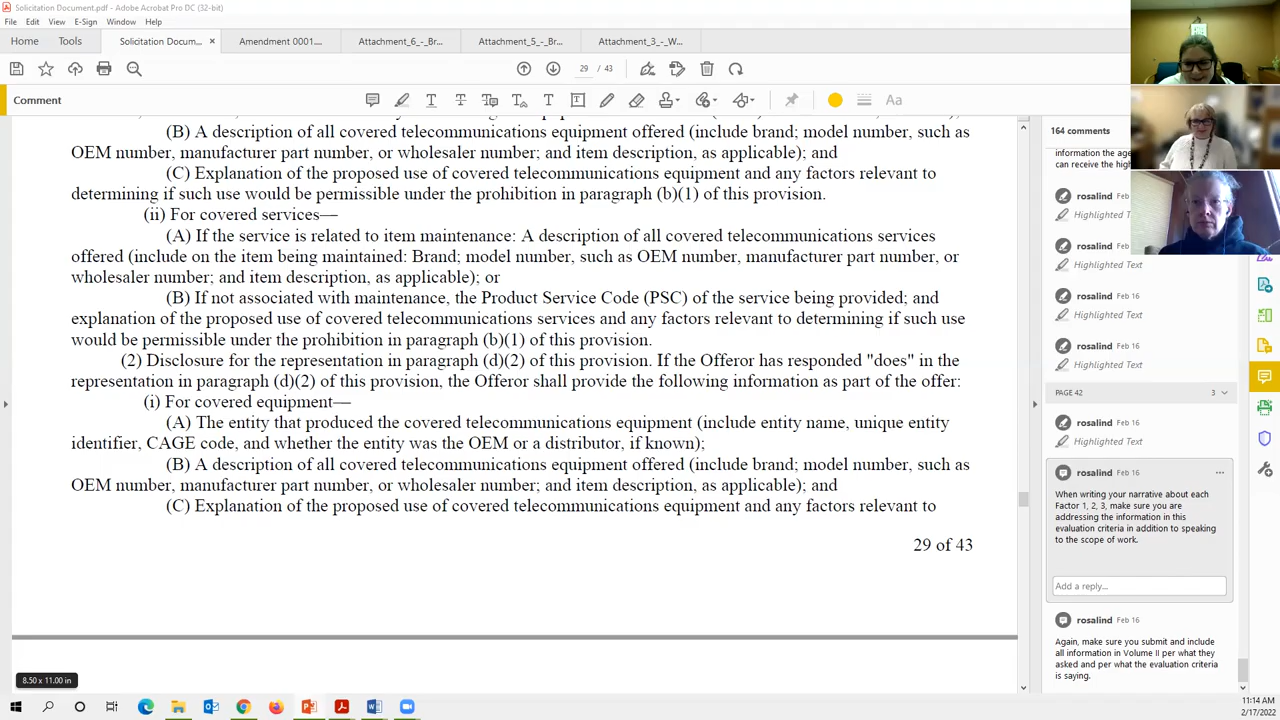 Solicitation Document.pdf - Adobe Acrobat Pro DC (32-bit)
File Edit View E-Sign Window Help
Home Tools Solicitation Docum... × Amendment 0001.... Attachment_6_-_Br... Attachment_5_-_Br... Attachment_3_-_W...
29 / 43
Comment
Aa
(B) A description of all covered telecommunications equipment offered (include brand; model number, such as
OEM number, manufacturer part number, or wholesaler number; and item description, as applicable); and
(C) Explanation of the proposed use of covered telecommunications equipment and any factors relevant to
determining if such use would be permissible under the prohibition in paragraph (b)(1) of this provision.
(ii) For covered services—
(A) If the service is related to item maintenance: A description of all covered telecommunications services
offered (include on the item being maintained: Brand; model number, such as OEM number, manufacturer part number, or
wholesaler number; and item description, as applicable); or
(B) If not associated with maintenance, the Product Service Code (PSC) of the service being provided; and
explanation of the proposed use of covered telecommunications services and any factors relevant to determining if such use
would be permissible under the prohibition in paragraph (b)(1) of this provision.
(2) Disclosure for the representation in paragraph (d)(2) of this provision. If the Offeror has responded "does" in the
representation in paragraph (d)(2) of this provision, the Offeror shall provide the following information as part of the offer:
(i) For covered equipment—
(A) The entity that produced the covered telecommunications equipment (include entity name, unique entity
identifier, CAGE code, and whether the entity was the OEM or a distributor, if known);
(B) A description of all covered telecommunications equipment offered (include brand; model number, such as
OEM number, manufacturer part number, or wholesaler number; and item description, as applicable); and
(C) Explanation of the proposed use of covered telecommunications equipment and any factors relevant to
29 of 43
8.50 x 11.00 in
164 comments
information the age
can receive the high
rosalind Feb
Highlighted T
rosalind Feb
Highlighted Text
rosalind Feb 16
Highlighted Text
rosalind Feb 16
Highlighted Text
PAGE 42 3
rosalind Feb 16
Highlighted Text
rosalind Feb 16 ...
When writing your narrative about each
Factor 1, 2, 3, make sure you are
addressing the information in this
evaluation criteria in addition to speaking
to the scope of work.
Add a reply...
rosalind Feb 16
Again, make sure you submit and include
all information in Volume II per what they
asked and per what the evaluation criteria
is saying.
11:14 AM
2/17/2022